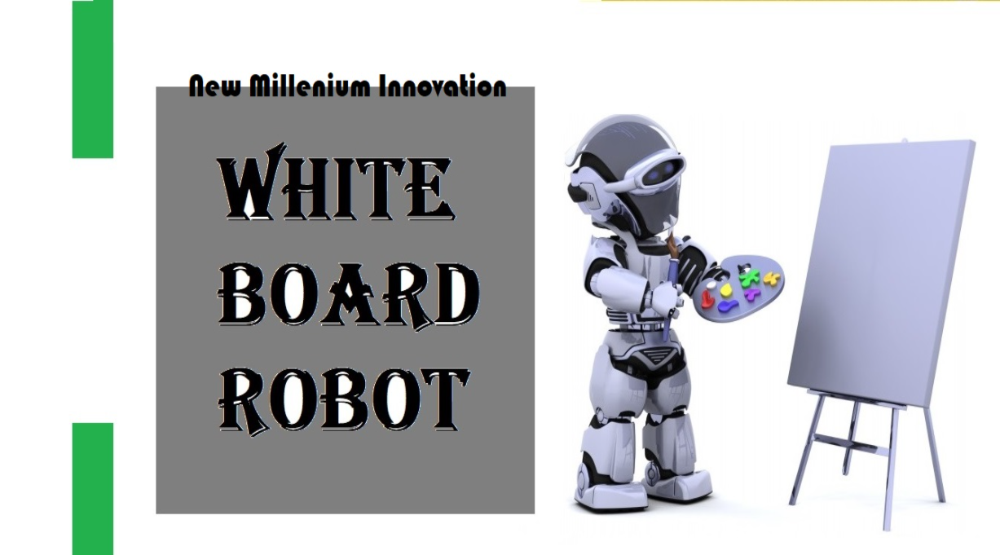 New Millenium Innovation
WHITE
BOARD
ROBOT